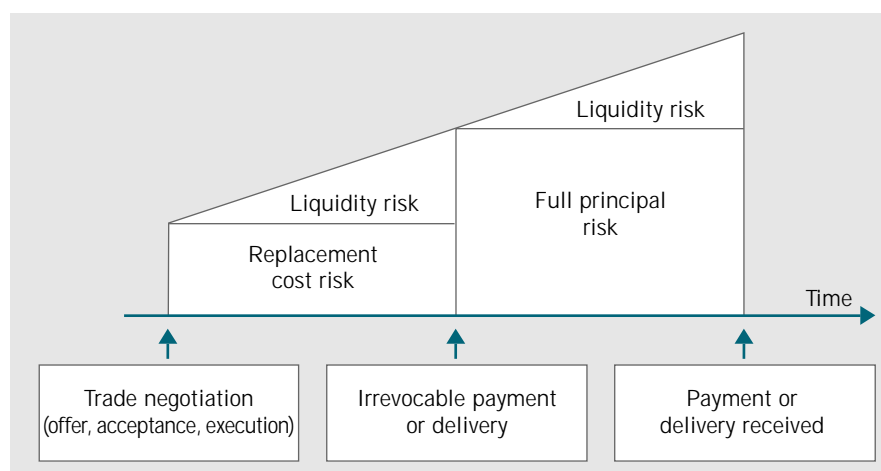 Liquidity risk
Liquidity risk
Full principal
risk
Replacement
cost risk
Time
Trade negotiation
(offer, acceptance, execution)
Irrevocable payment
or delivery
Payment or
delivery received